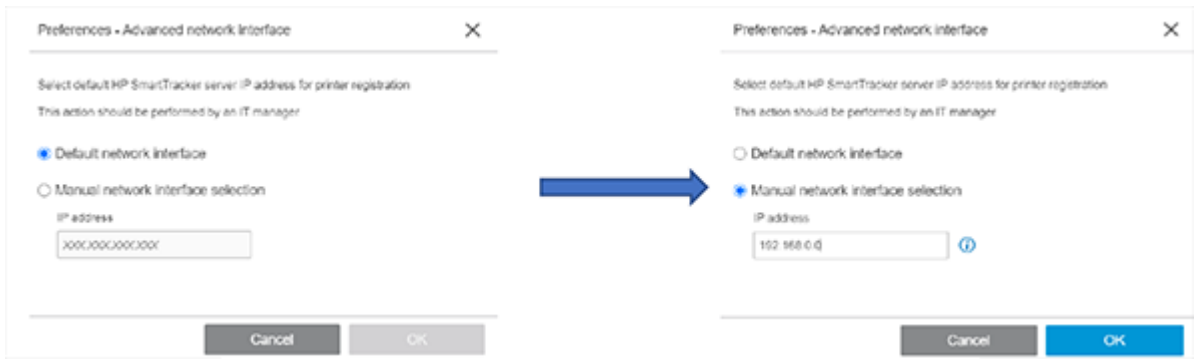 Preferences - Advanced network interface
Select default HP SmartTracker server IP address for printer registration
This action should be performed by an IT manager
Default network interface
Manual network interface selection
IP address
XXX.XXX.XXX.XXX
Cancel
OK
Preferences - Advanced network interface
Select default HP SmartTracker server IP address for printer registration
This action should be performed by an IT manager
Default network interface
Manual network interface selection
IP address
192.168.0.0
Cancel
OK